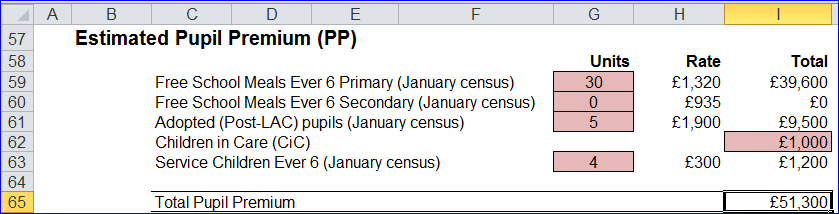 A B C D E F G H I
57 Estimated Pupil Premium (PP)
58 Units Rate Total
59 Free School Meals Ever 6 Primary (January census) 30 £1,320 £39,600
60 Free School Meals Ever 6 Secondary (January census) 0 £935 £0
61 Adopted (Post-LAC) pupils (January census) 5 £1,900 £9,500
62 Children in Care (CiC) £1,000
63 Service Children Ever 6 (January census) 4 £300 £1,200
64
65 Total Pupil Premium £51,300